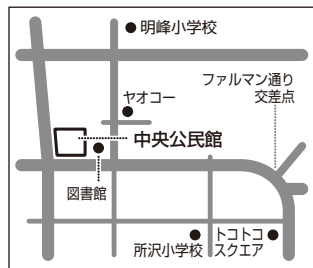 明峰小学校
ファルマン通り
交差点
ヤオコー
中央公民館
図書館
トコトコ
スクエア
所沢小学校